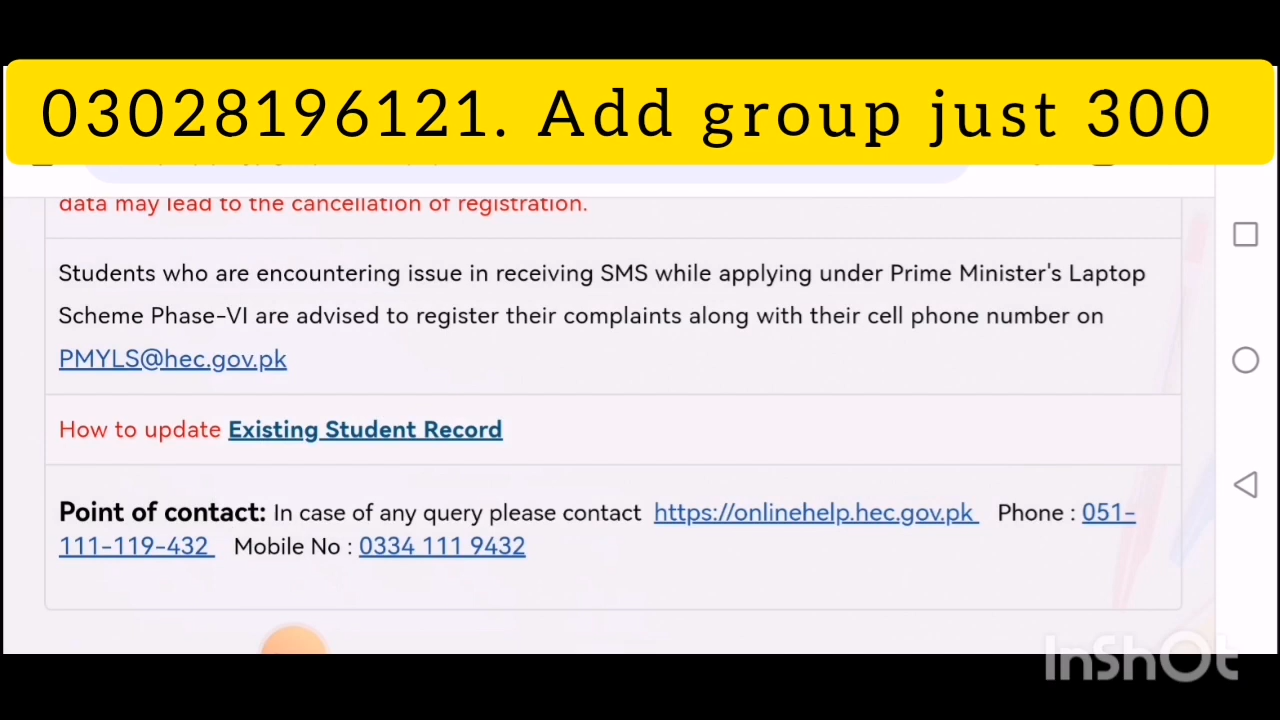 03028196121. Add group just 300
data may lead to the cancellation of registration.
Students who are encountering issue in receiving SMS while applying under Prime Minister's Laptop
Scheme Phase-VI are advised to register their complaints along with their cell phone number on
PMYLS@hec.gov.pk
How to update Existing Student Record
Point of contact: In case of any query please contact https://onlinehelp.hec.gov.pk Phone : 051-
111-119-432 Mobile No : 0334 111 9432
InShOt